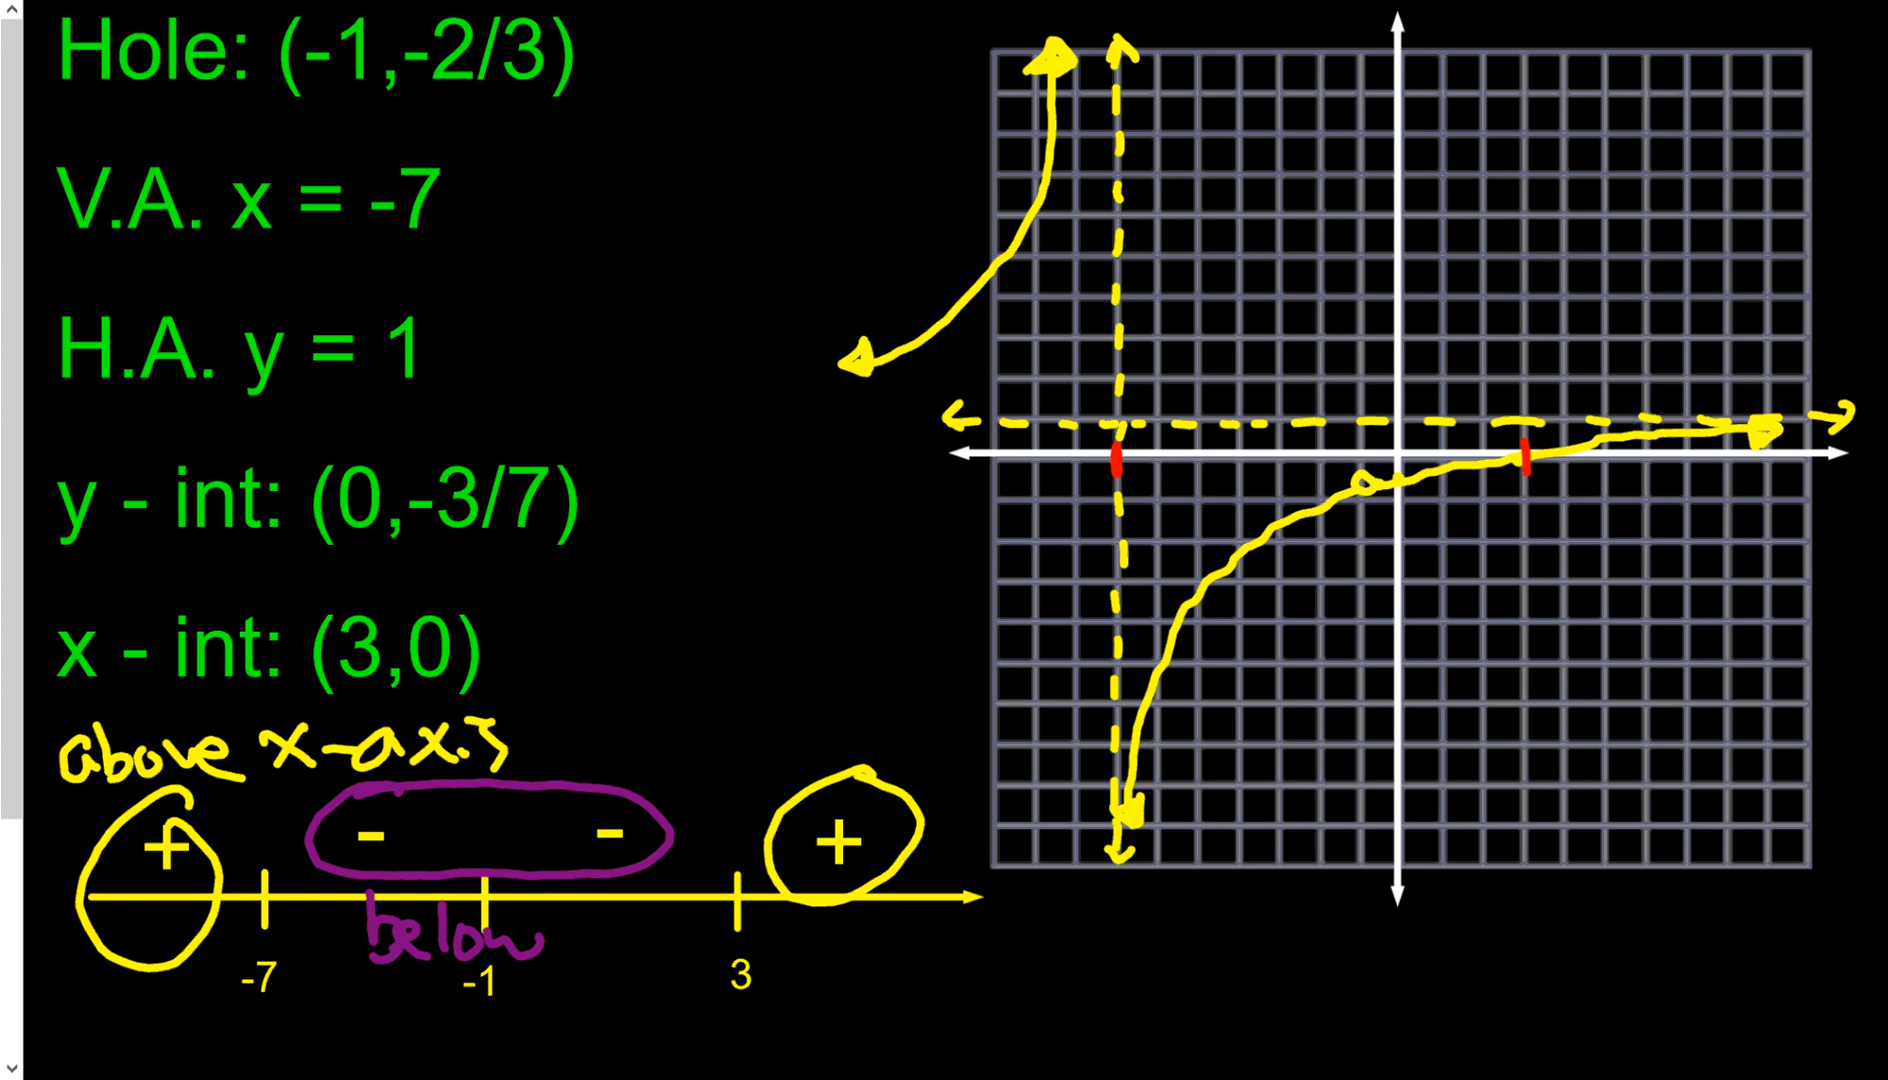 Hole: (-1,-2/3)
V.A. x = -7
H.A. y = 1
y - int: (0,-3/7)
x - int: (3,0)
above x-axis
+ - - +
below
-7 -1 3